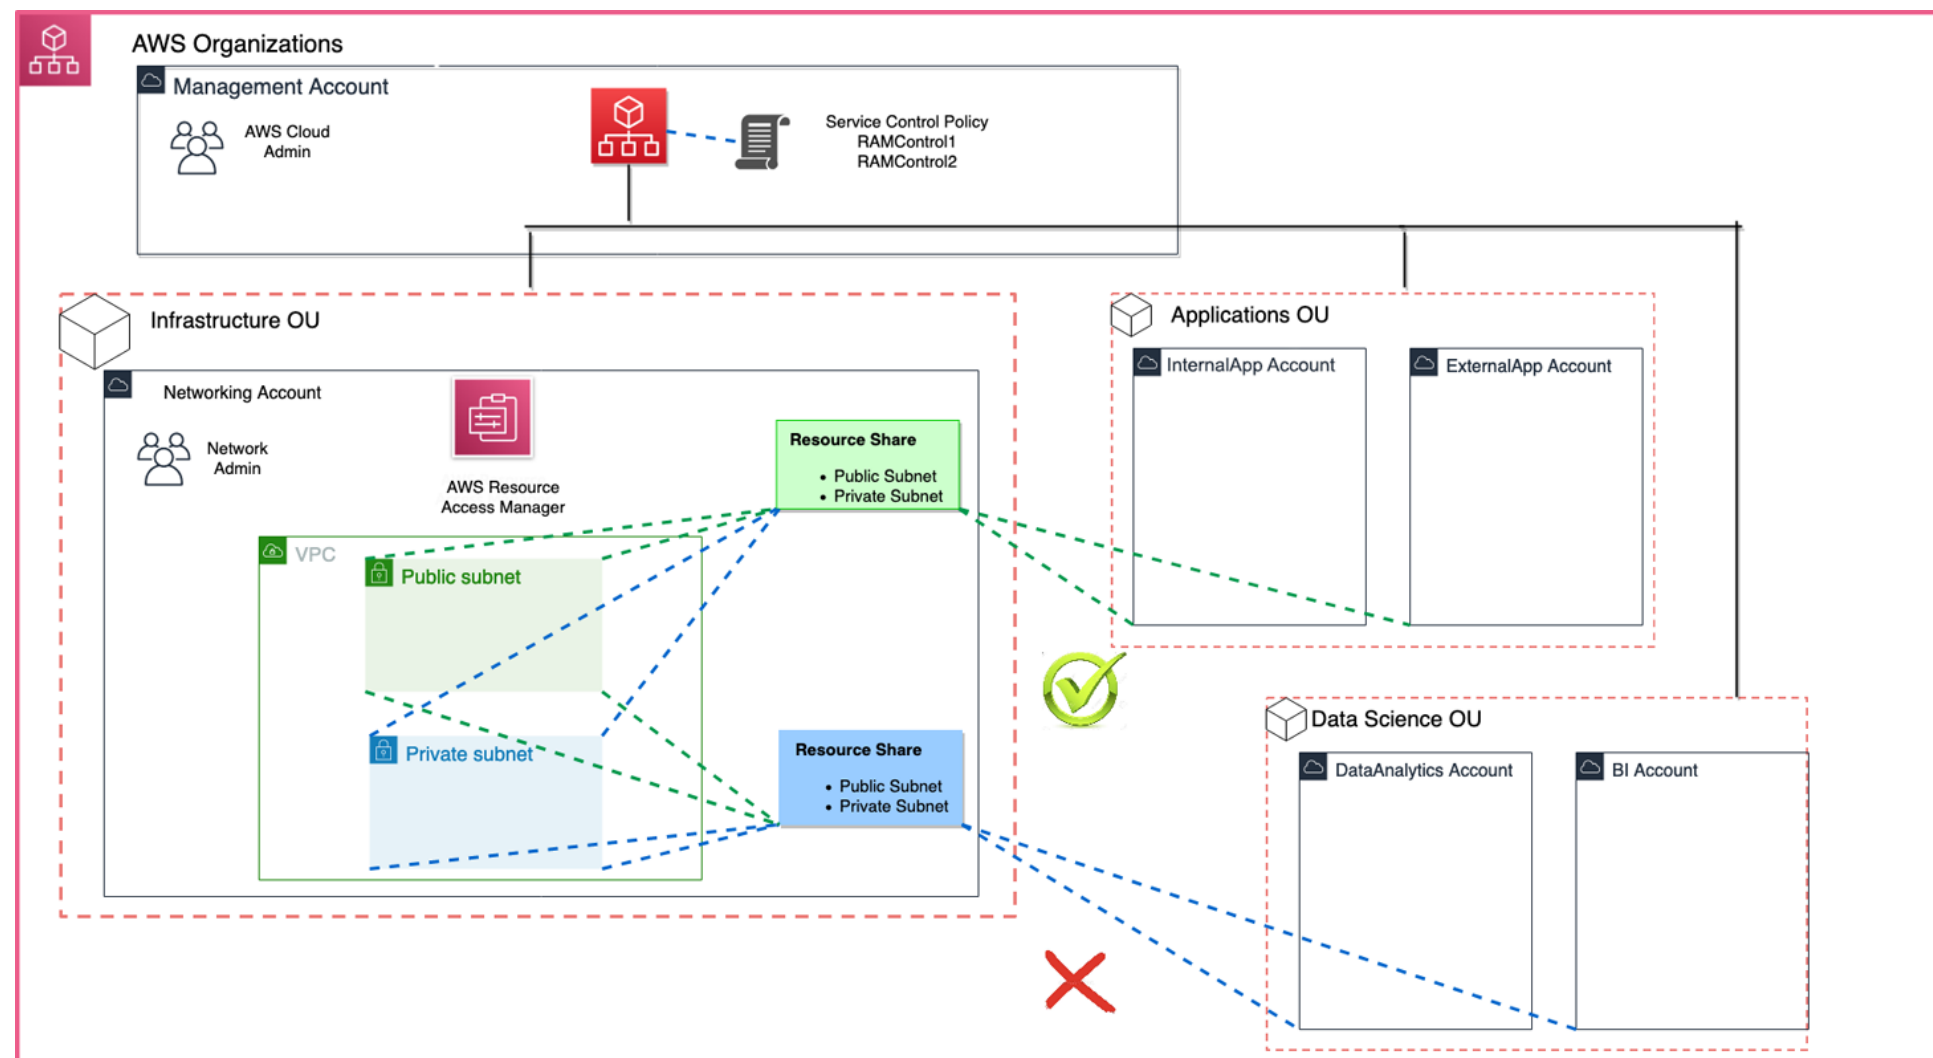 AWS Organizations
Management Account
AWS Cloud
Admin
Service Control Policy
RAMControl1
RAMControl2
Infrastructure OU
Networking Account
Network
Admin
AWS Resource
Access Manager
Resource Share
• Public Subnet
• Private Subnet
VPC
Public subnet
Private subnet
Resource Share
• Public Subnet
• Private Subnet
Applications OU
InternalApp Account
ExternalApp Account
Data Science OU
DataAnalytics Account
BI Account